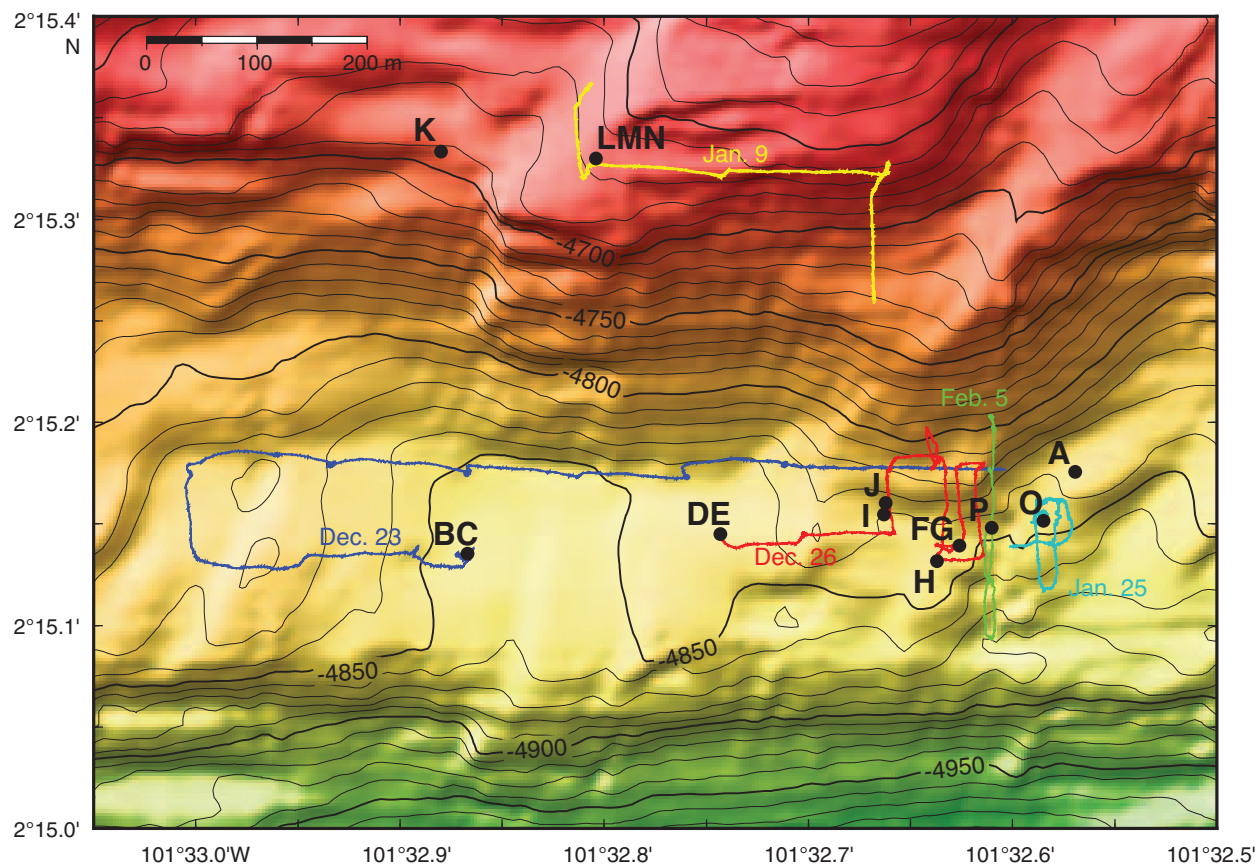 2°15.4'
N
0 100 200 m
K
LMN
Jan. 9
2°15.3'
-4700
-4750
-4800
Feb. 5
2°15.2'
A
J
DE I FG P O
Dec. 23 BC
Dec. 26
H
Jan. 25
2°15.1'
-4850
-4850
-4900
-4950
2°15.0'
101°33.0'W 101°32.9' 101°32.8' 101°32.7' 101°32.6' 101°32.5'